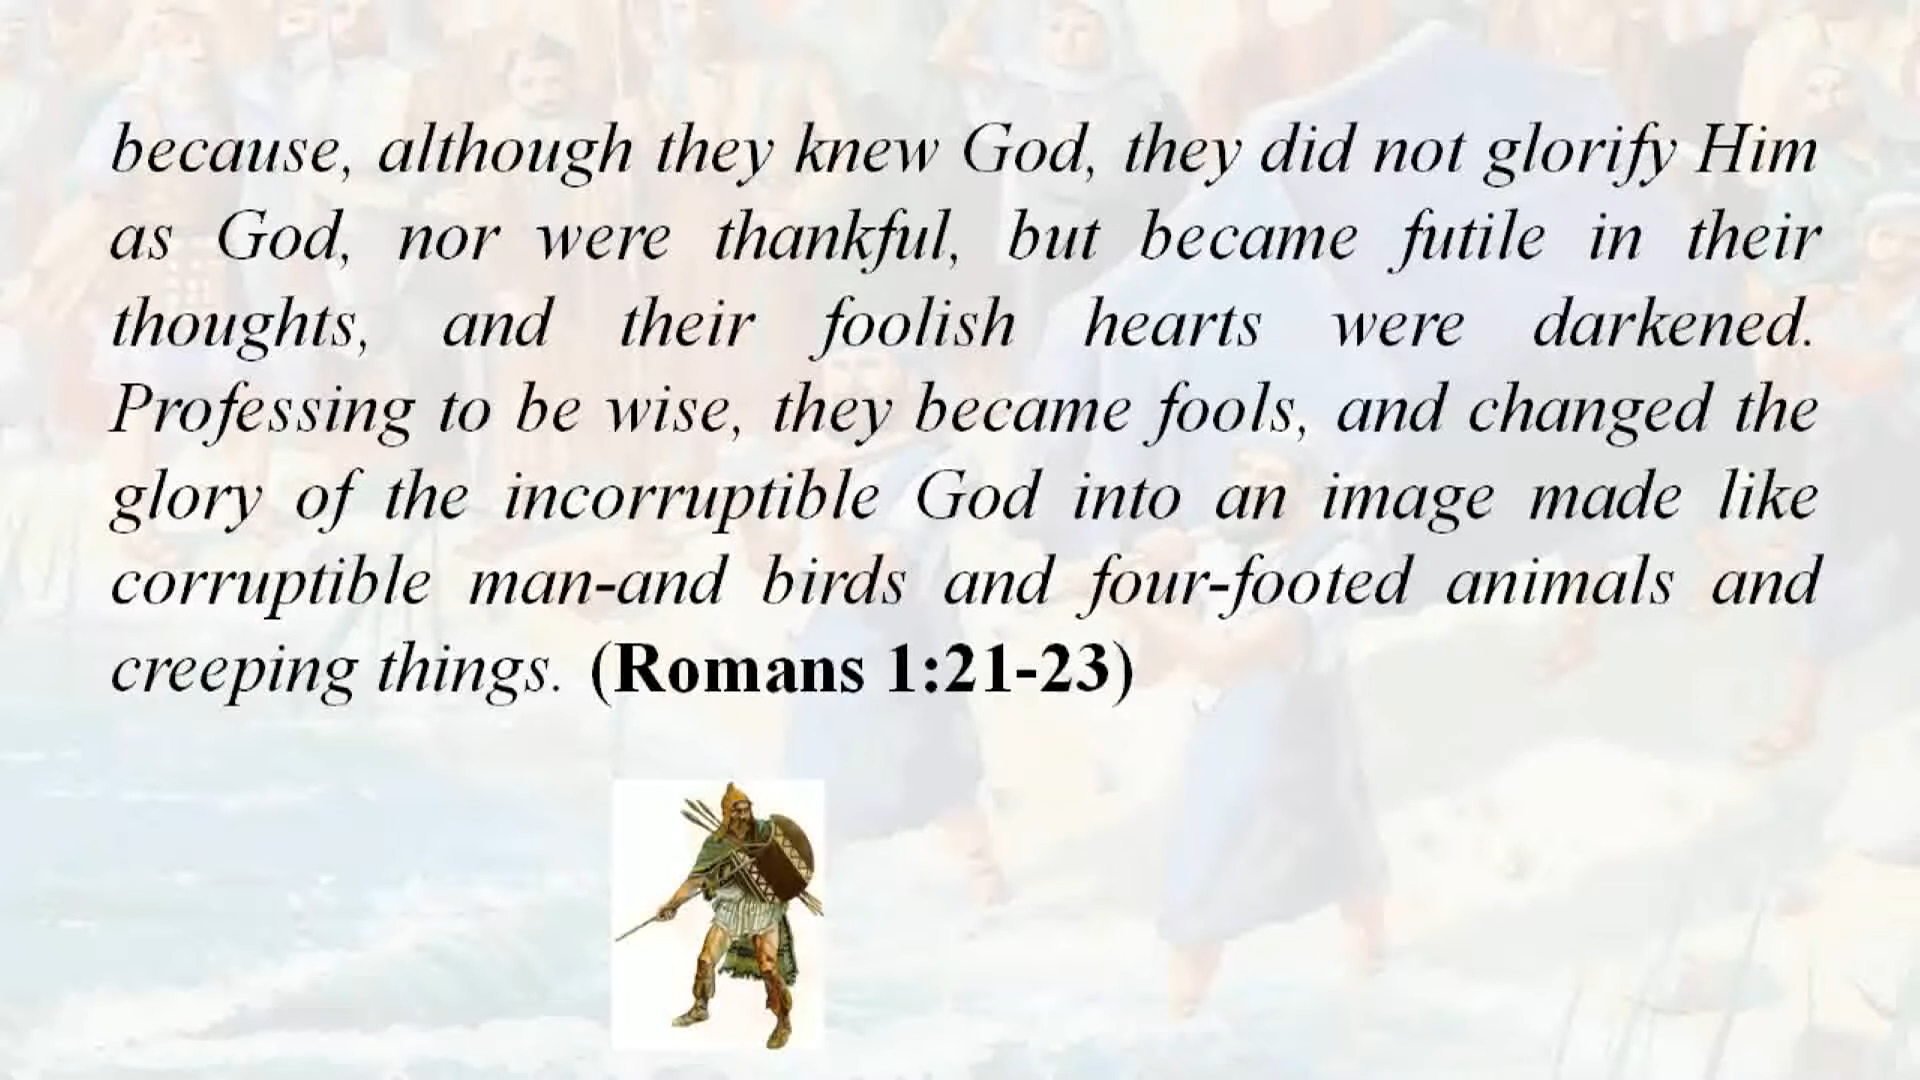 because, although they knew God, they did not glorify Him
as God, nor were thankful, but became futile in their
thoughts, and their foolish hearts were darkened.
Professing to be wise, they became fools, and changed the
glory of the incorruptible God into an image made like
corruptible man-and birds and four-footed animals and
creeping things. (Romans 1:21-23)